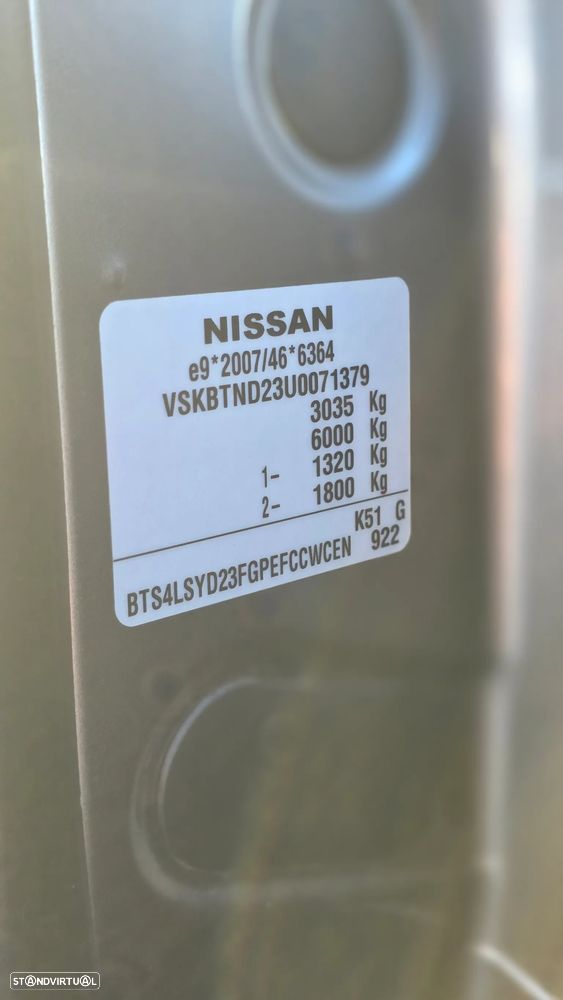 NISSAN
e9*2007/46*6364
VSKBTND23U0071379
3035 Kg
6000 Kg
1- 1320 Kg
2- 1800 Kg
K51 G
BTS4LSYD23FGPEFCCWCEN 922
STANDVIRTUAL